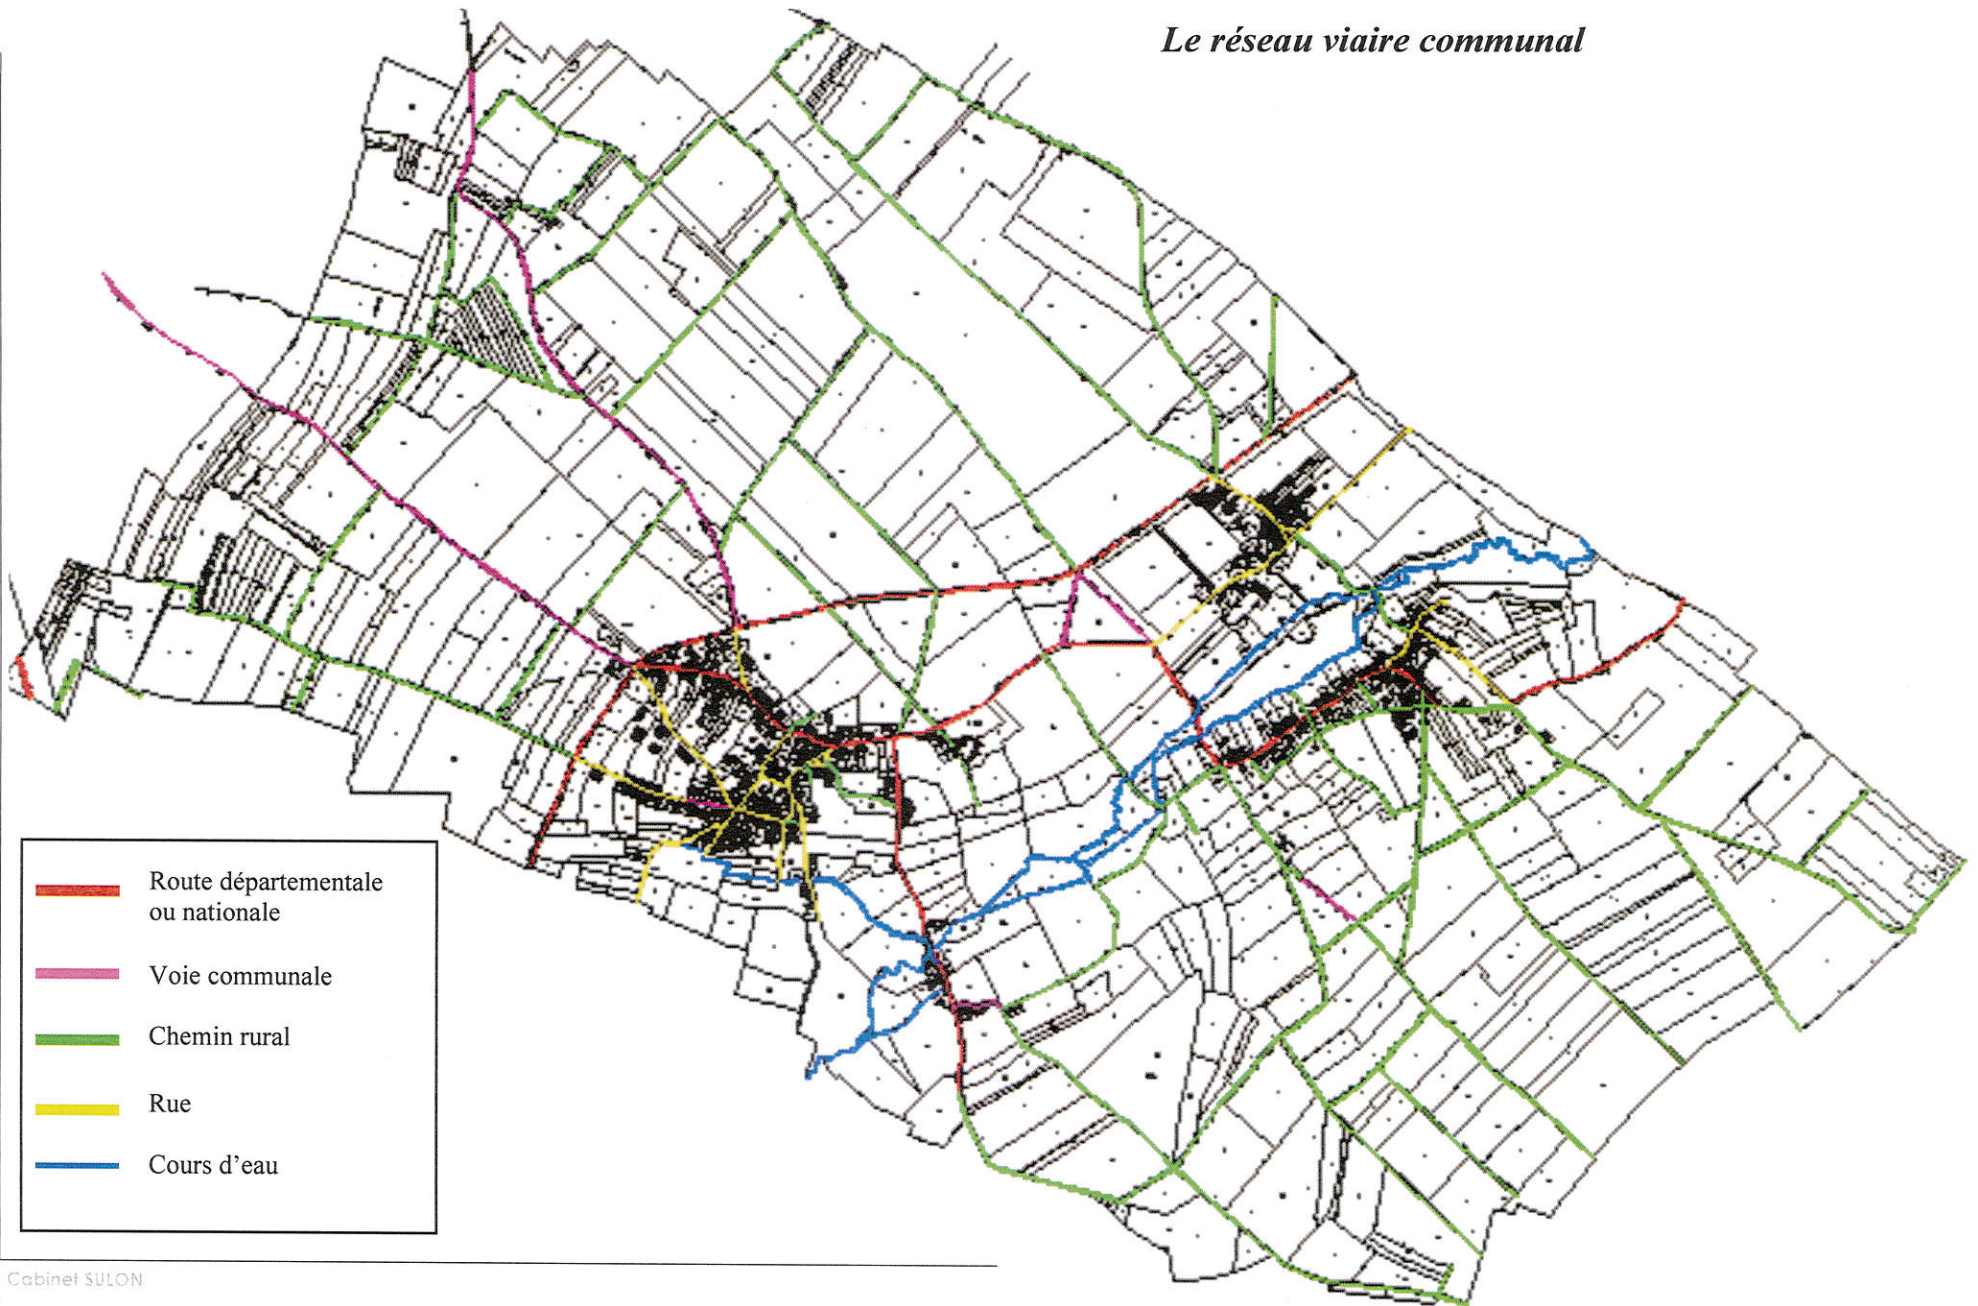 Le réseau viaire communal
Route départementale
ou nationale
Voie communale
Chemin rural
Rue
Cours d’eau
Cabinet SULON